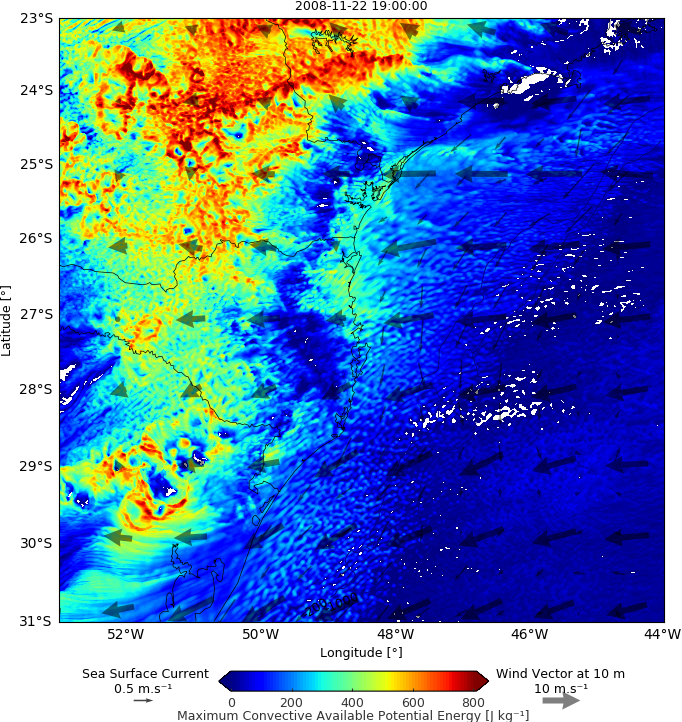 2008-11-22 19:00:00
23°S
24°S
25°S
26°S
27°S
28°S
29°S
30°S
31°S
Latitude [°]
52°W 50°W 48°W 46°W 44°W
Longitude [°]
Sea Surface Current
0.5 m.s⁻¹
Wind Vector at 10 m
10 m.s⁻¹
0 200 400 600 800
Maximum Convective Available Potential Energy [J kg⁻¹]